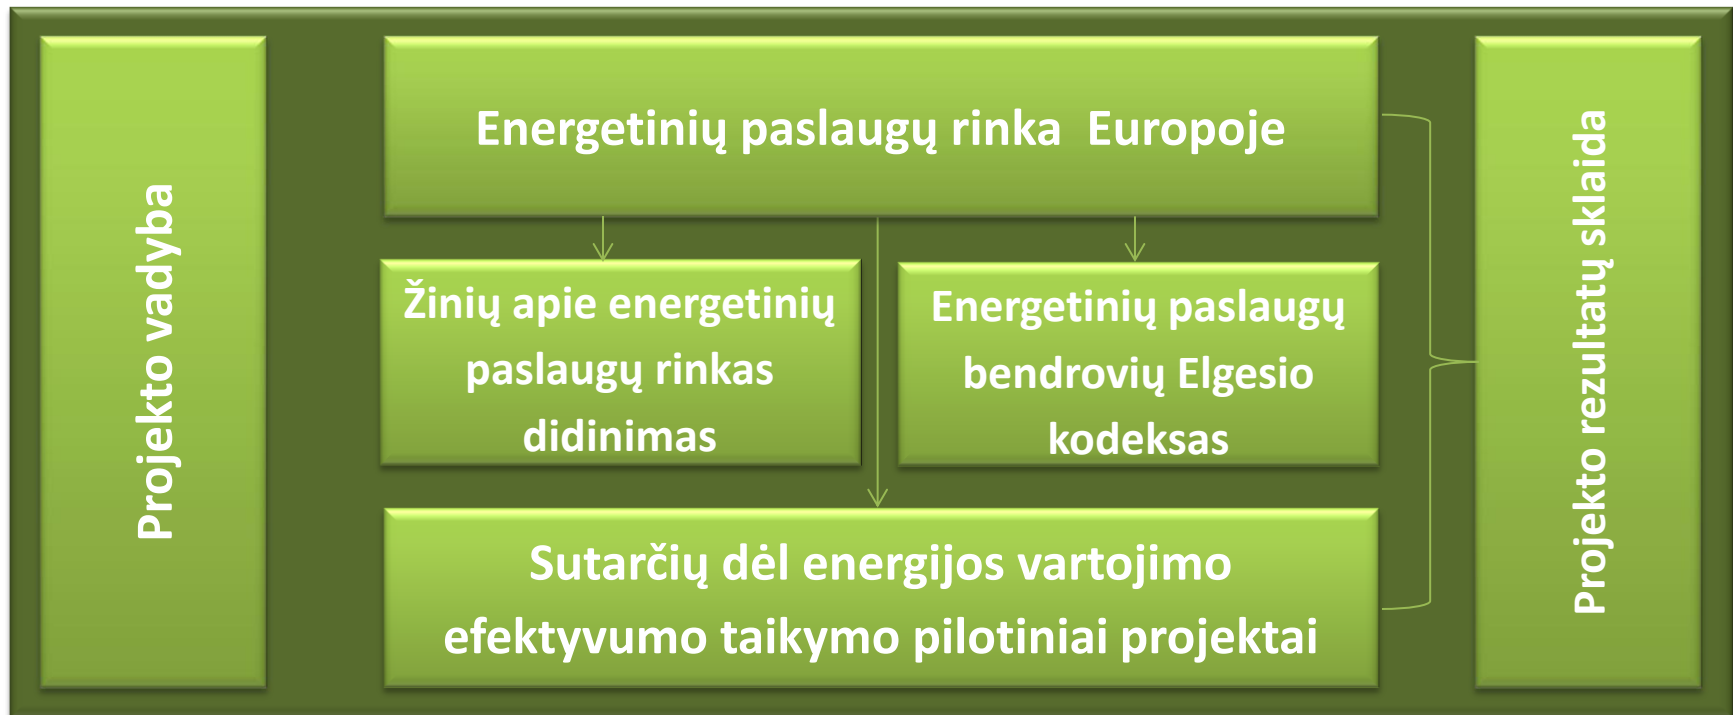 Projekto vadyba
Energetinių paslaugų rinka Europoje
Žinių apie energetinių
paslaugų rinkas
didinimas
Energetinių paslaugų
bendrovių Elgesio
kodeksas
Sutarčių dėl energijos vartojimo
efektyvumo taikymo pilotiniai projektai
Projekto rezultatų sklaida